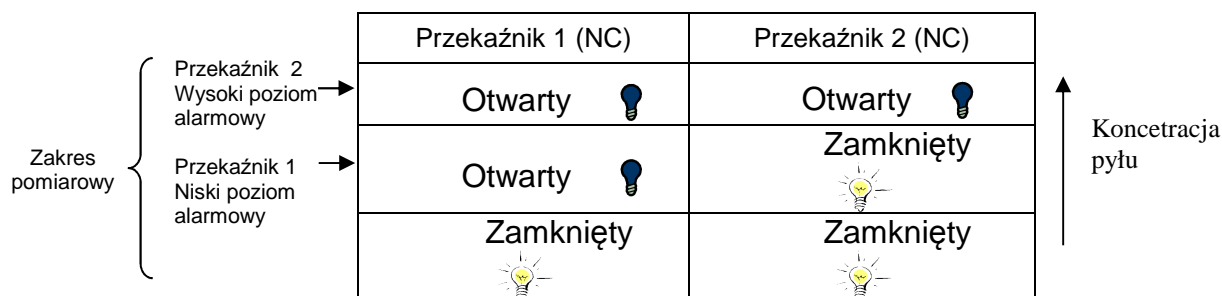 Przekaźnik 1 (NC) Przekaźnik 2 (NC)
Przekaźnik 2
Wysoki poziom
alarmowy
Otwarty Otwarty
Zakres
pomiarowy
Przekaźnik 1
Niski poziom
alarmowy
Otwarty Zamknięty
Zamknięty Zamknięty
Koncetracja
pyłu